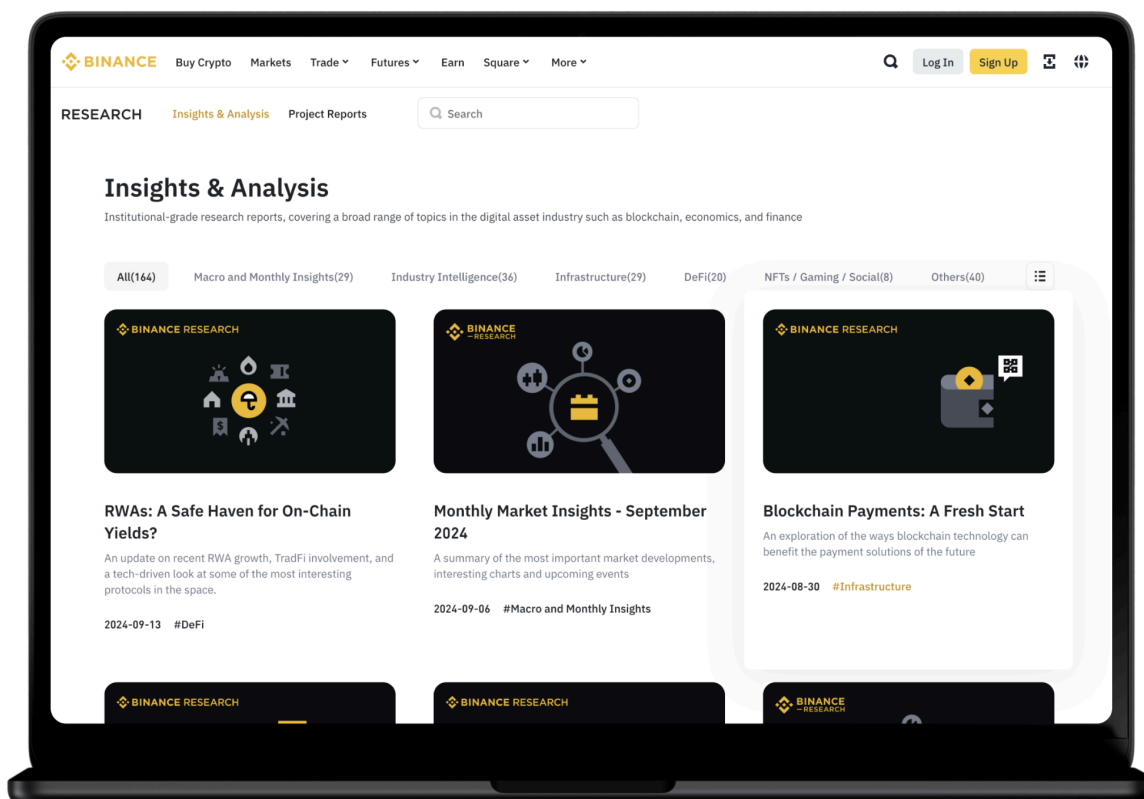 BINANCE Buy Crypto Markets Trade Futures Earn Square More Log In Sign Up
RESEARCH Insights & Analysis Project Reports Search
Insights & Analysis
Institutional-grade research reports, covering a broad range of topics in the digital asset industry such as blockchain, economics, and finance
All(164) Macro and Monthly Insights(29) Industry Intelligence(36) Infrastructure(29) DeFi(20) NFTs / Gaming / Social(8) Others(40)
BINANCE RESEARCH
$
RWAs: A Safe Haven for On-Chain
Yields?
An update on recent RWA growth, TradFi involvement, and
a tech-driven look at some of the most interesting
protocols in the space.
2024-09-13 #DeFi
BINANCE
RESEARCH
Monthly Market Insights - September
2024
A summary of the most important market developments,
interesting charts and upcoming events
2024-09-06 #Macro and Monthly Insights
BINANCE RESEARCH
Blockchain Payments: A Fresh Start
An exploration of the ways blockchain technology can
benefit the payment solutions of the future
2024-08-30 #Infrastructure
BINANCE RESEARCH
BINANCE RESEARCH
BINANCE
RESEARCH